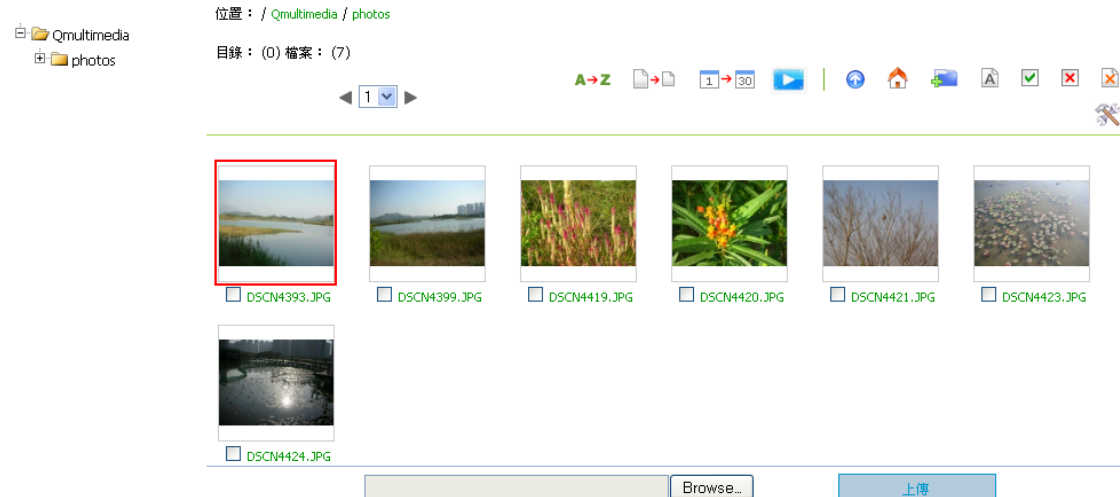 位置： / Qmultimedia / photos
Qmultimedia
photos
目錄： (0) 檔案： (7)
1
A→Z
1 → 30
A
DSCN4393.JPG
DSCN4399.JPG
DSCN4419.JPG
DSCN4420.JPG
DSCN4421.JPG
DSCN4423.JPG
DSCN4424.JPG
Browse...
上傳